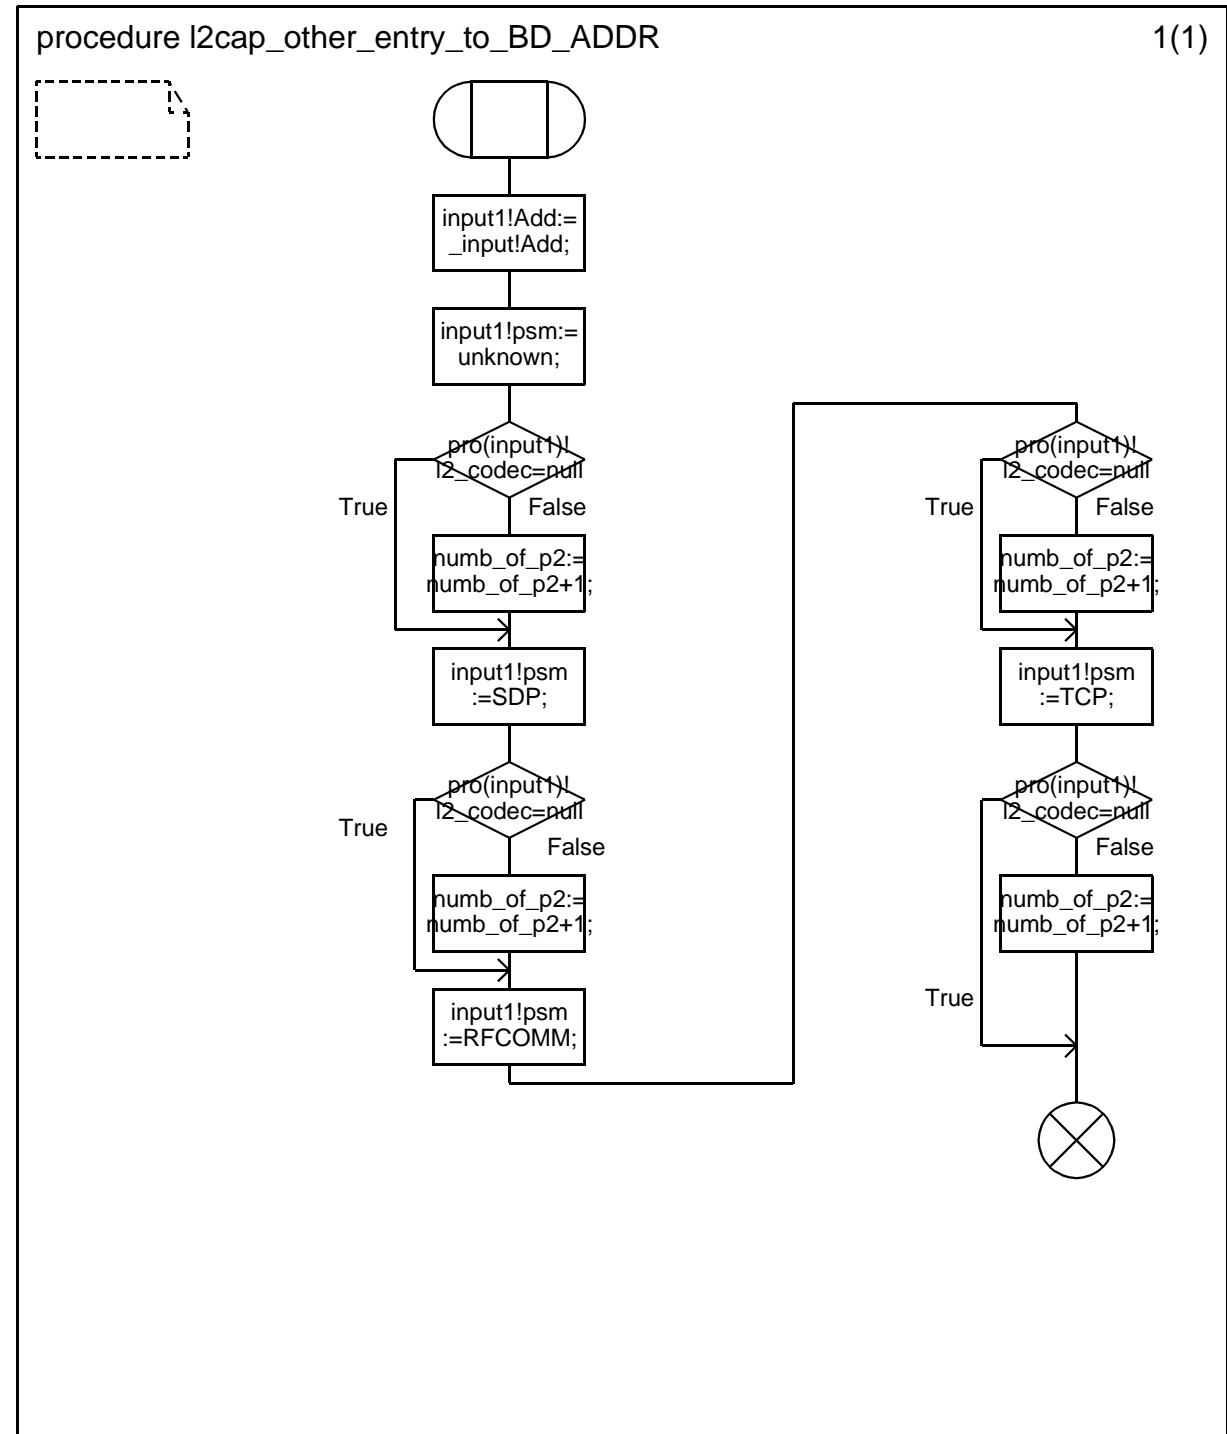 procedure l2cap_other_entry_to_BD_ADDR
1(1)
input1!Add:=
_input!Add;
input1!psm:=
unknown;
pro(input1)!
l2_codec=null
True
False
numb_of_p2:=
numb_of_p2+1;
input1!psm
:=SDP;
pro(input1)!
l2_codec=null
True
False
numb_of_p2:=
numb_of_p2+1;
input1!psm
:=RFCOMM;
pro(input1)!
l2_codec=null
True
False
numb_of_p2:=
numb_of_p2+1;
input1!psm
:=TCP;
pro(input1)!
l2_codec=null
False
numb_of_p2:=
numb_of_p2+1;
True